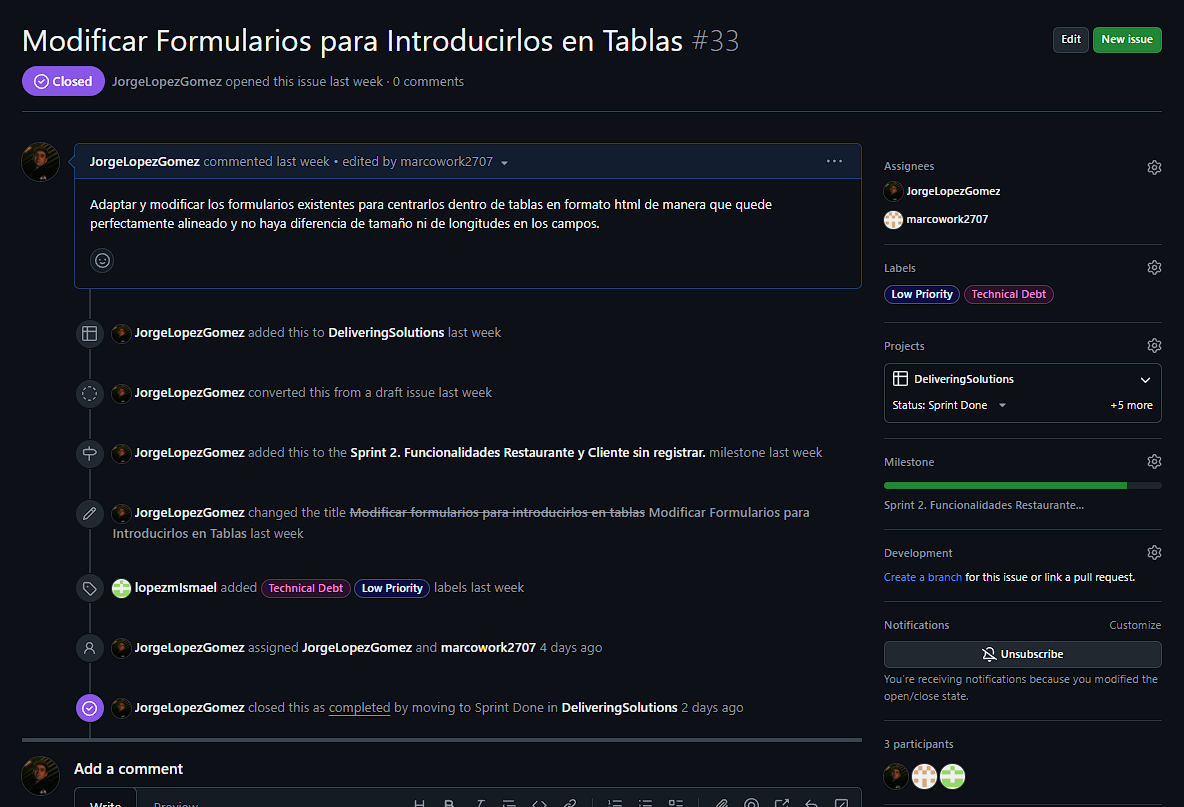 Modificar Formularios para Introducirlos en Tablas #33
Edit
New issue
Closed
JorgeLopezGomez opened this issue last week · 0 comments
JorgeLopezGomez commented last week • edited by marcowork2707
Adaptar y modificar los formularios existentes para centrarlos dentro de tablas en formato html de manera que quede
perfectamente alineado y no haya diferencia de tamaño ni de longitudes en los campos.
JorgeLopezGomez added this to DeliveringSolutions last week
JorgeLopezGomez converted this from a draft issue last week
JorgeLopezGomez added this to the Sprint 2. Funcionalidades Restaurante y Cliente sin registrar. milestone last week
JorgeLopezGomez changed the title Modificar formularios para introducirlos en tablas Modificar Formularios para
Introducirlos en Tablas last week
lopezmIsmael added Technical Debt Low Priority labels last week
JorgeLopezGomez assigned JorgeLopezGomez and marcowork2707 4 days ago
JorgeLopezGomez closed this as completed by moving to Sprint Done in DeliveringSolutions 2 days ago
Add a comment
Write
Preview
Assignees
JorgeLopezGomez
marcowork2707
Labels
Low Priority
Technical Debt
Projects
DeliveringSolutions
Status: Sprint Done
+5 more
Milestone
Sprint 2. Funcionalidades Restaurante...
Development
Create a branch for this issue or link a pull request.
Notifications
Customize
Unsubscribe
You're receiving notifications because you modified the
open/close state.
3 participants